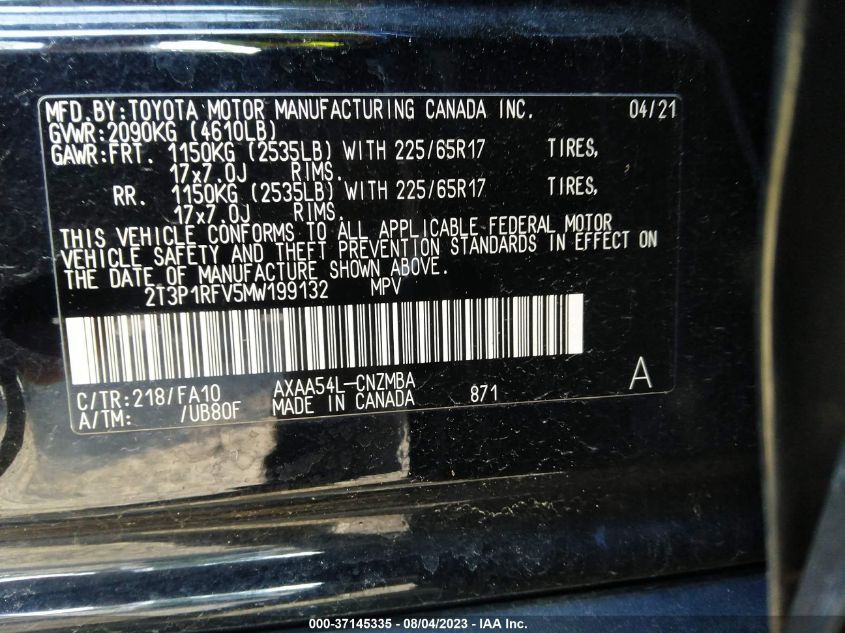 MFD.BY:TOYOTA MOTOR MANUFACTURING CANADA INC. 04/21
GVWR:2090KG (4610LB)
GAWR:FRT. 1150KG (2535LB) WITH 225/65R17 TIRES,
17x7.0J RIMS.
RR. 1150KG (2535LB) WITH 225/65R17 TIRES,
17x7.0J RIMS.
THIS VEHICLE CONFORMS TO ALL APPLICABLE FEDERAL MOTOR
VEHICLE SAFETY AND THEFT PREVENTION STANDARDS IN EFFECT ON
THE DATE OF MANUFACTURE SHOWN ABOVE.
2T3P1RFV5MW199132 MPV
C/TR:218/FA10 AXAA54L-CNZMBA 871 A
A/TM: /UB80F MADE IN CANADA
000-37145335 - 08/04/2023 - IAA Inc.